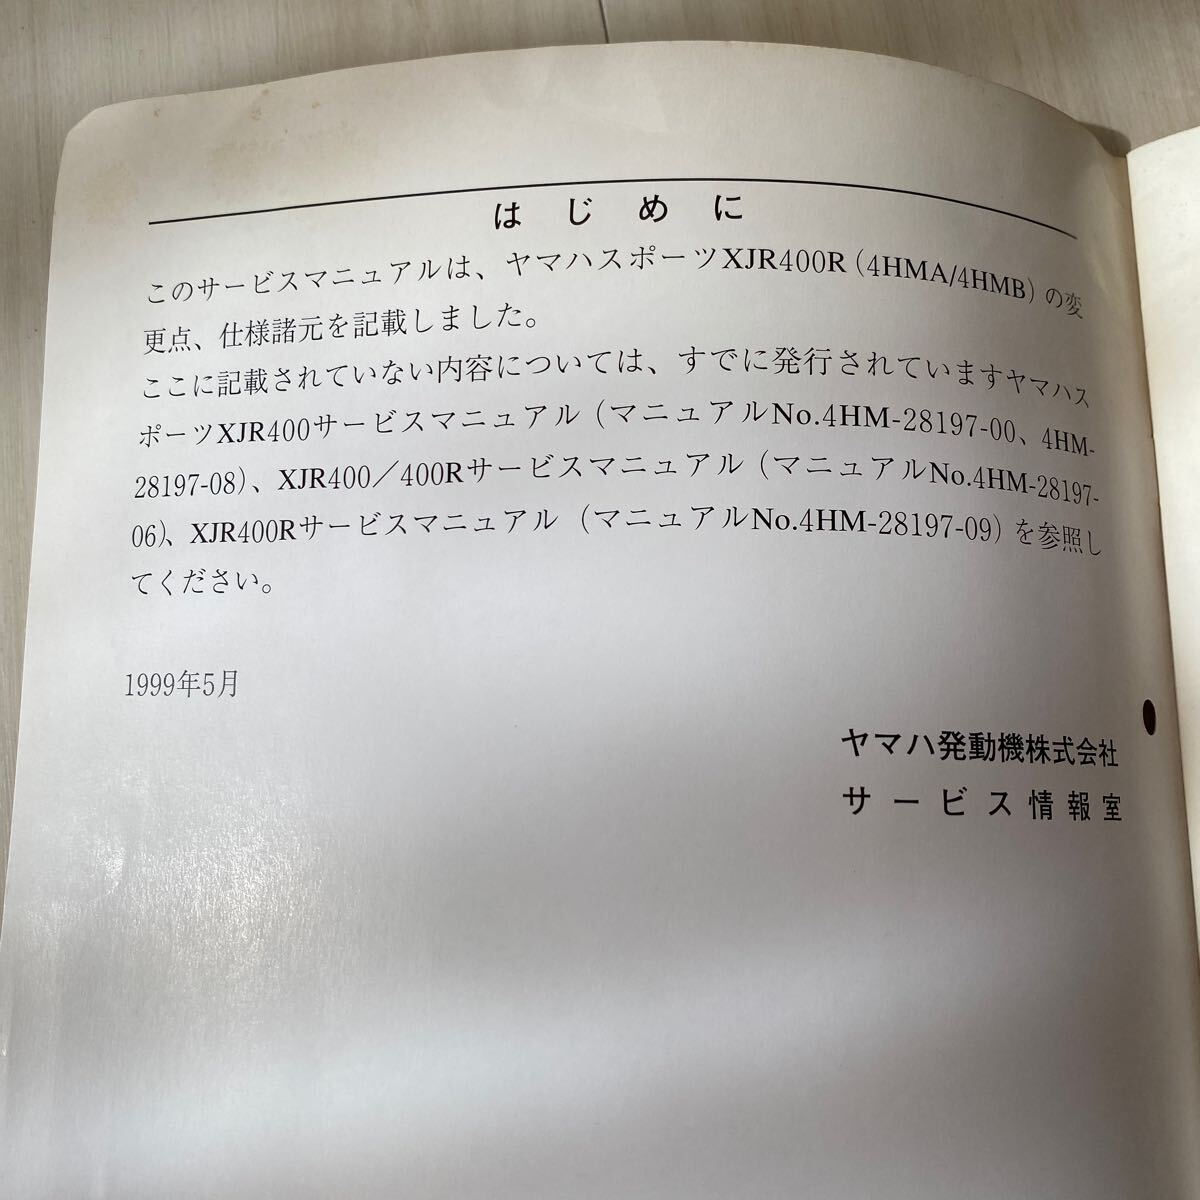 はじめに
このサービスマニュアルは、ヤマハスポーツXJR400R（4HMA/4HMB）の変
更点、仕様諸元を記載しました。
ここに記載されていない内容については、すでに発行されていますヤマハス
ポーツXJR400サービスマニュアル（マニュアルNo.4HM-28197-00、4HM-
28197-08）、XJR400／400Rサービスマニュアル（マニュアルNo.4HM-28197-
06）、XJR400Rサービスマニュアル（マニュアルNo.4HM-28197-09）を参照し
てください。
1999年5月
ヤマハ発動機株式会社
サービス情報室